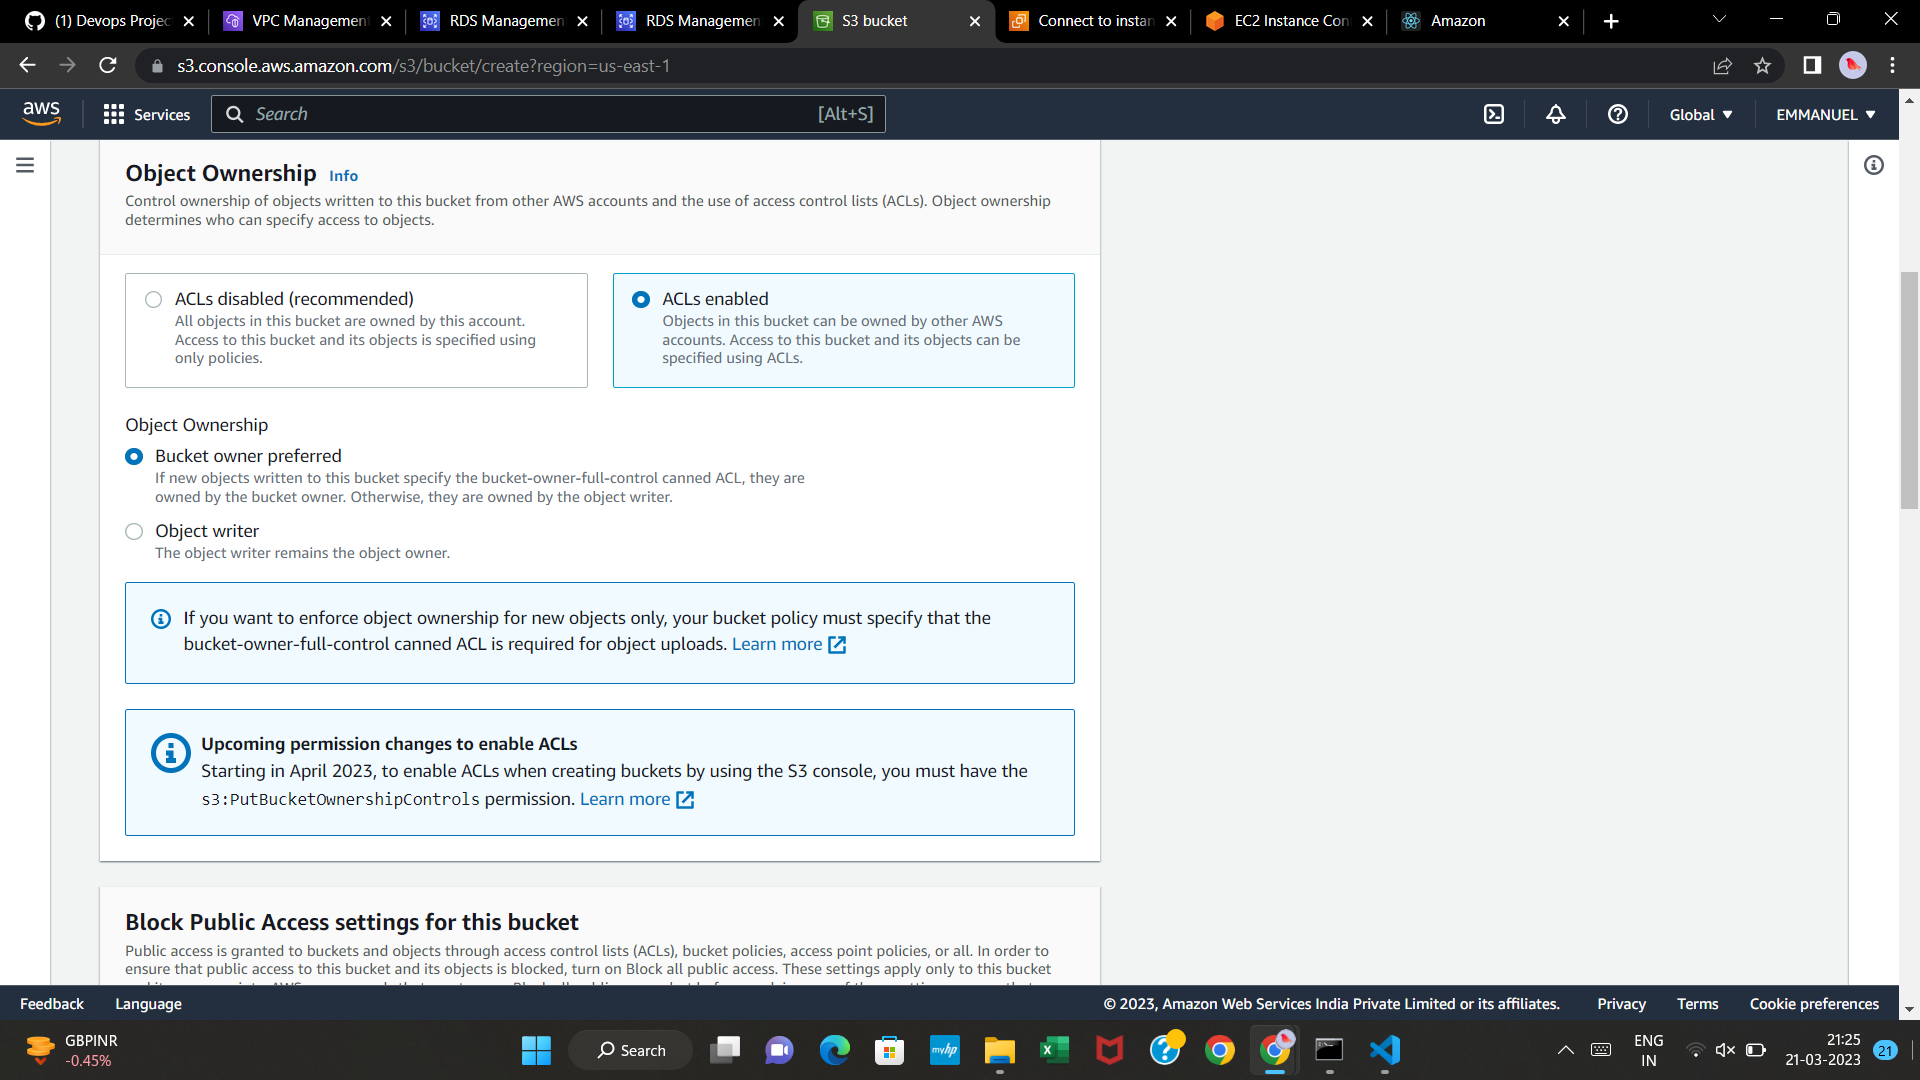 (1) Devops Projec
VPC Management
RDS Management
RDS Management
S3 bucket
Connect to instan
EC2 Instance Con
Amazon
s3.console.aws.amazon.com/s3/bucket/create?region=us-east-1
aws
Services
Search
[Alt+S]
Global
EMMANUEL
Object Ownership Info
Control ownership of objects written to this bucket from other AWS accounts and the use of access control lists (ACLs). Object ownership
determines who can specify access to objects.
ACLs disabled (recommended)
All objects in this bucket are owned by this account.
Access to this bucket and its objects is specified using
only policies.
ACLs enabled
Objects in this bucket can be owned by other AWS
accounts. Access to this bucket and its objects can be
specified using ACLs.
Object Ownership
Bucket owner preferred
If new objects written to this bucket specify the bucket-owner-full-control canned ACL, they are
owned by the bucket owner. Otherwise, they are owned by the object writer.
Object writer
The object writer remains the object owner.
If you want to enforce object ownership for new objects only, your bucket policy must specify that the
bucket-owner-full-control canned ACL is required for object uploads. Learn more
Upcoming permission changes to enable ACLs
Starting in April 2023, to enable ACLs when creating buckets by using the S3 console, you must have the
s3:PutBucketOwnershipControls permission. Learn more
Block Public Access settings for this bucket
Public access is granted to buckets and objects through access control lists (ACLs), bucket policies, access point policies, or all. In order to
ensure that public access to this bucket and its objects is blocked, turn on Block all public access. These settings apply only to this bucket
Feedback
Language
© 2023, Amazon Web Services India Private Limited or its affiliates.
Privacy
Terms
Cookie preferences
GBPINR
-0.45%
Search
myhp
ENG
IN
21:25
21-03-2023
21